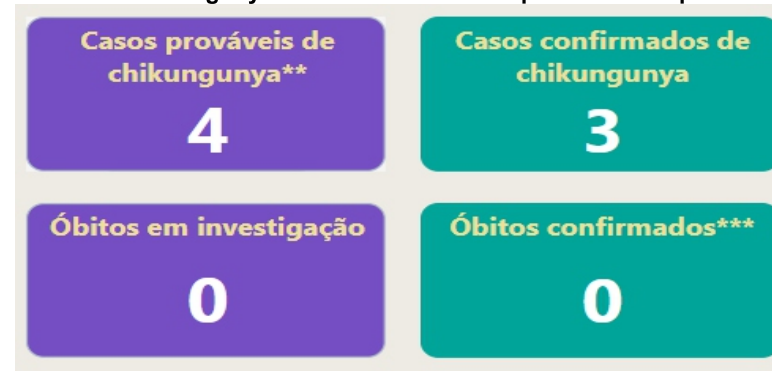 Casos prováveis de
chikungunya**
4
Casos confirmados de
chikungunya
3
Óbitos em investigação
0
Óbitos confirmados***
0